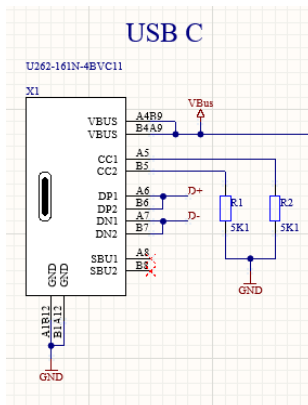 USB C
U262-161N-4BVC11
X1
VBus
VBUS A4B9
VBUS B4A9
CC1 A5
CC2 B5
DP1 A6 D+
DP2 B6
DN1 A7 D-
DN2 B7
R1 R2
5K1 5K1
SBU1 A8
SBU2 B8
GND GND
A1B12 B1A12
GND
GND